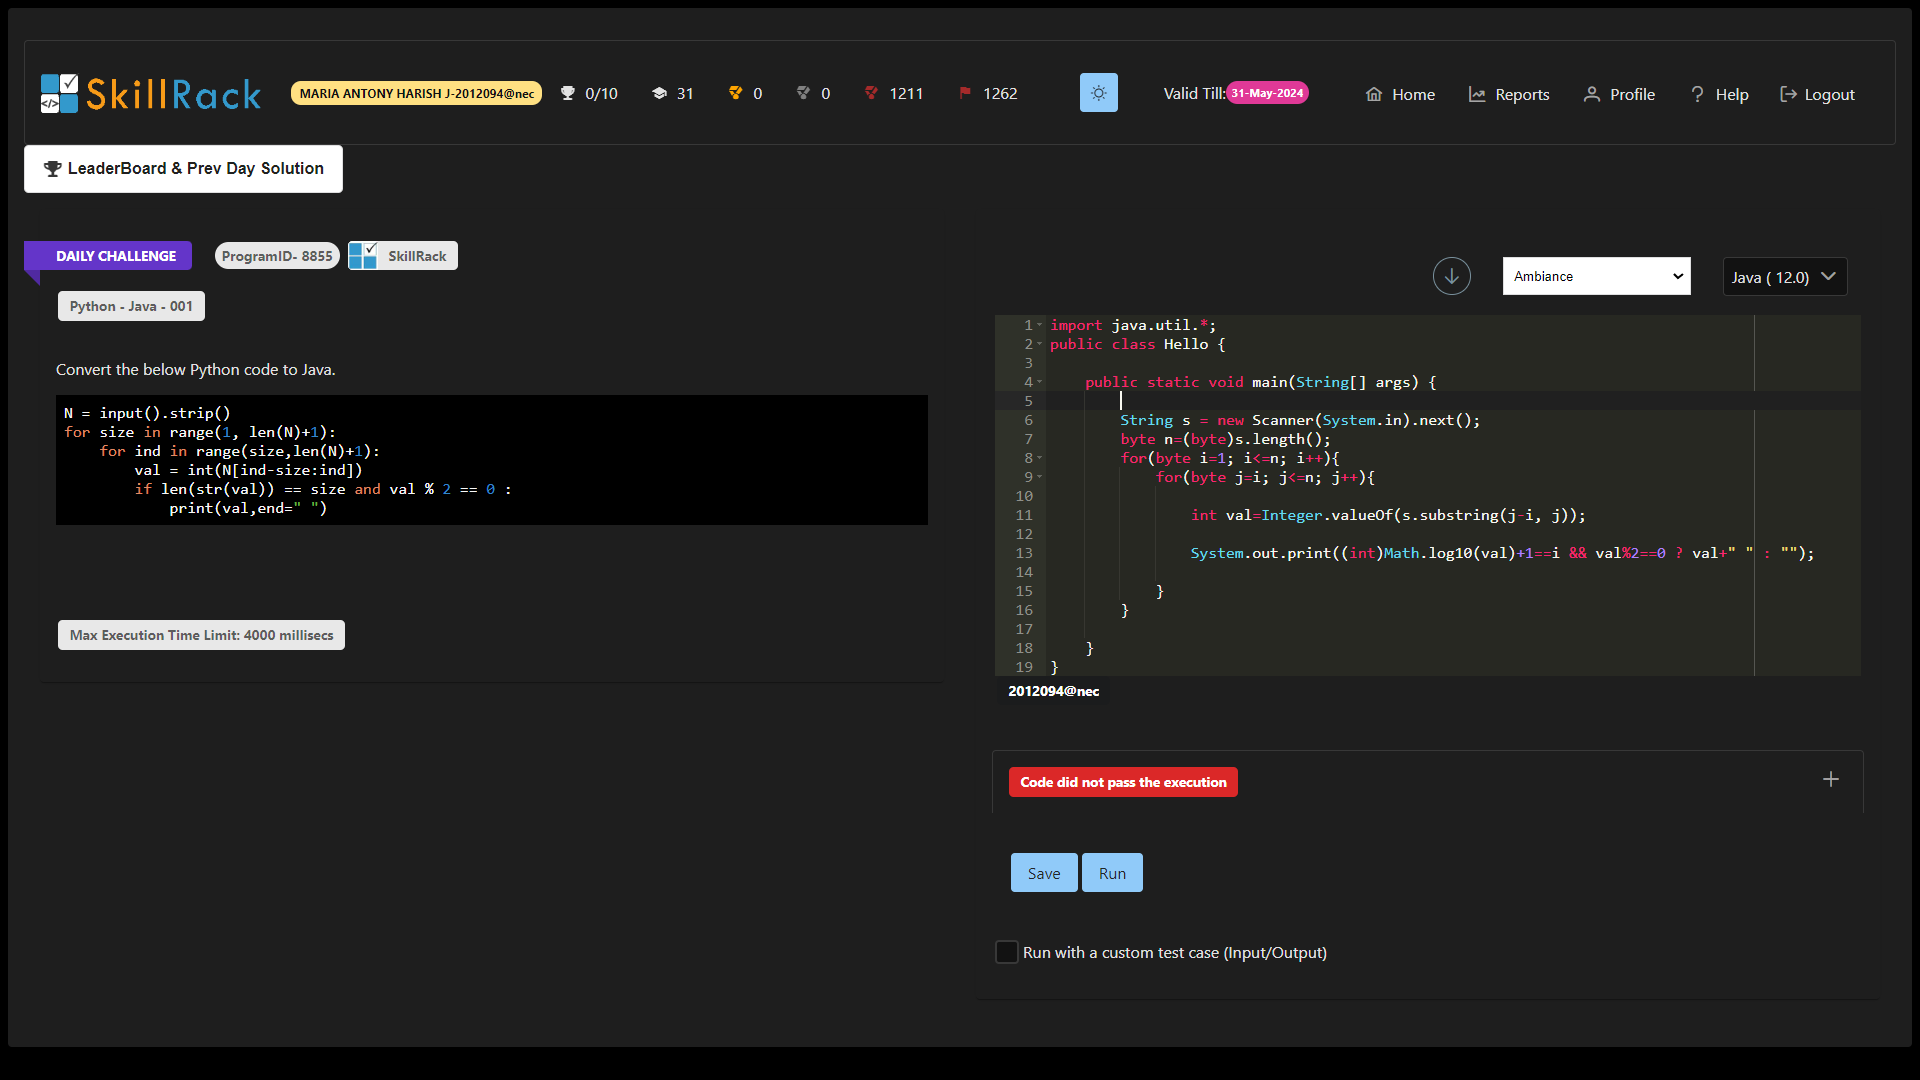 SkillRack
MARIA ANTONY HARISH J-2012094@nec
0/10
31
0
0
1211
1262
Valid Till:31-May-2024
Home
Reports
Profile
Help
Logout
LeaderBoard & Prev Day Solution
DAILY CHALLENGE
ProgramID- 8855
SkillRack
Python - Java - 001
Convert the below Python code to Java.
N = input().strip()
for size in range(1, len(N)+1):
    for ind in range(size,len(N)+1):
        val = int(N[ind-size:ind])
        if len(str(val)) == size and val % 2 == 0 :
            print(val,end=" ")
Max Execution Time Limit: 4000 millisecs
Ambiance
Java ( 12.0)
1 import java.util.*;
2 public class Hello {
3
4     public static void main(String[] args) {
5
6         String s = new Scanner(System.in).next();
7         byte n=(byte)s.length();
8         for(byte i=1; i<=n; i++){
9             for(byte j=i; j<=n; j++){
10
11                 int val=Integer.valueOf(s.substring(j-i, j));
12
13                 System.out.print((int)Math.log10(val)+1==i && val%2==0 ? val+" " : "");
14
15             }
16         }
17
18     }
19 }
2012094@nec
Code did not pass the execution
Save
Run
Run with a custom test case (Input/Output)